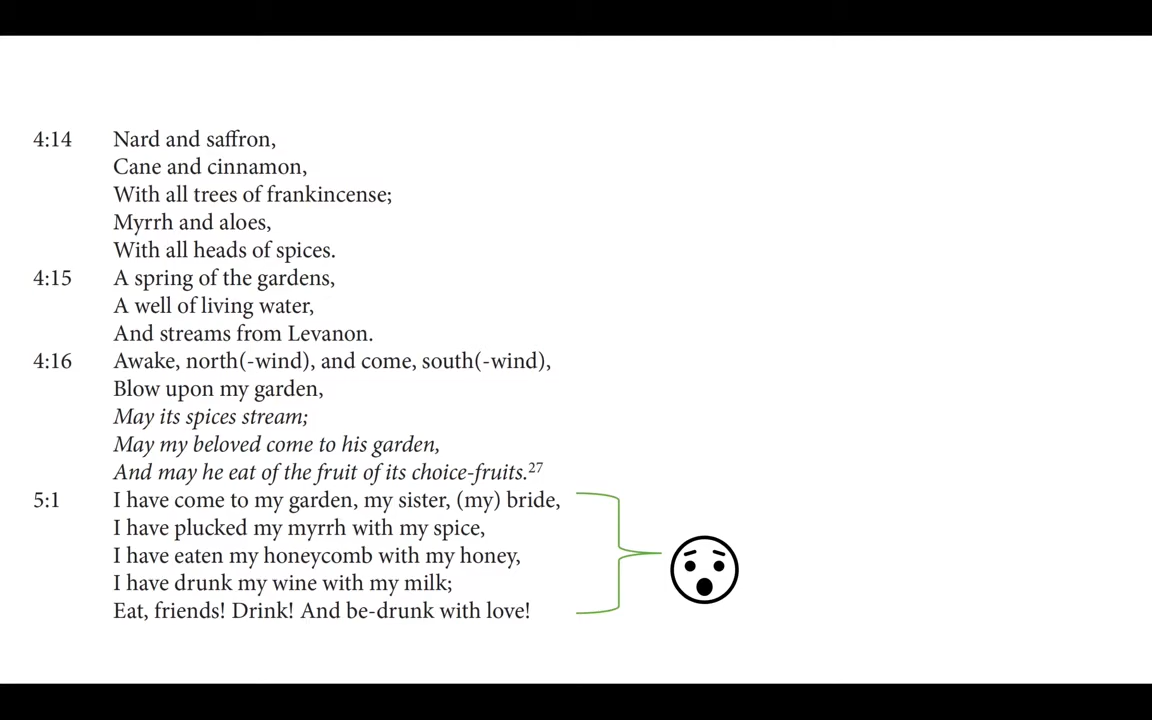 4:14 Nard and saffron,
Cane and cinnamon,
With all trees of frankincense;
Myrrh and aloes,
With all heads of spices.
4:15 A spring of the gardens,
A well of living water,
And streams from Levanon.
4:16 Awake, north(-wind), and come, south(-wind),
Blow upon my garden,
May its spices stream;
May my beloved come to his garden,
And may he eat of the fruit of its choice-fruits.27
5:1 I have come to my garden, my sister, (my) bride,
I have plucked my myrrh with my spice,
I have eaten my honeycomb with my honey,
I have drunk my wine with my milk;
Eat, friends! Drink! And be-drunk with love!